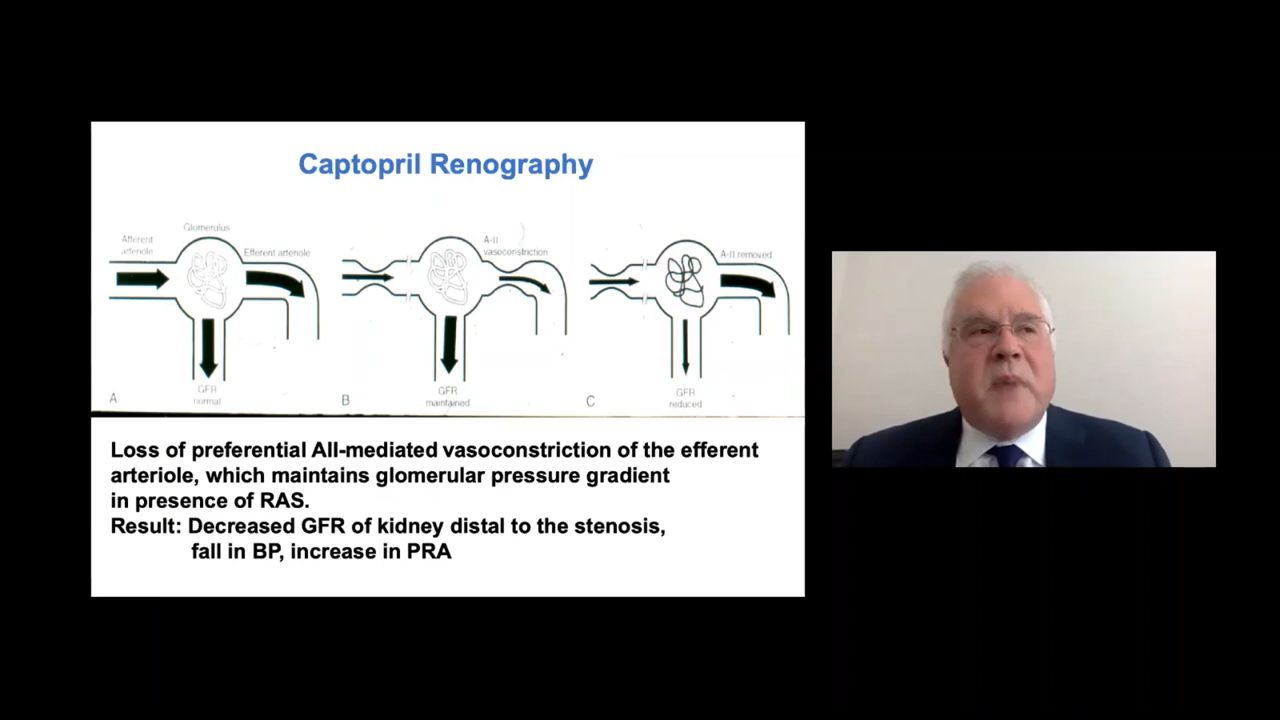 Captopril Renography
Glomerulus
Afferent
arteriole
Efferent arteriole
GFR
normal
A
A-II
vasoconstriction
GFR
maintained
B
A-II removed
GFR
reduced
C
Loss of preferential AII-mediated vasoconstriction of the efferent
arteriole, which maintains glomerular pressure gradient
in presence of RAS.
Result: Decreased GFR of kidney distal to the stenosis,
fall in BP, increase in PRA